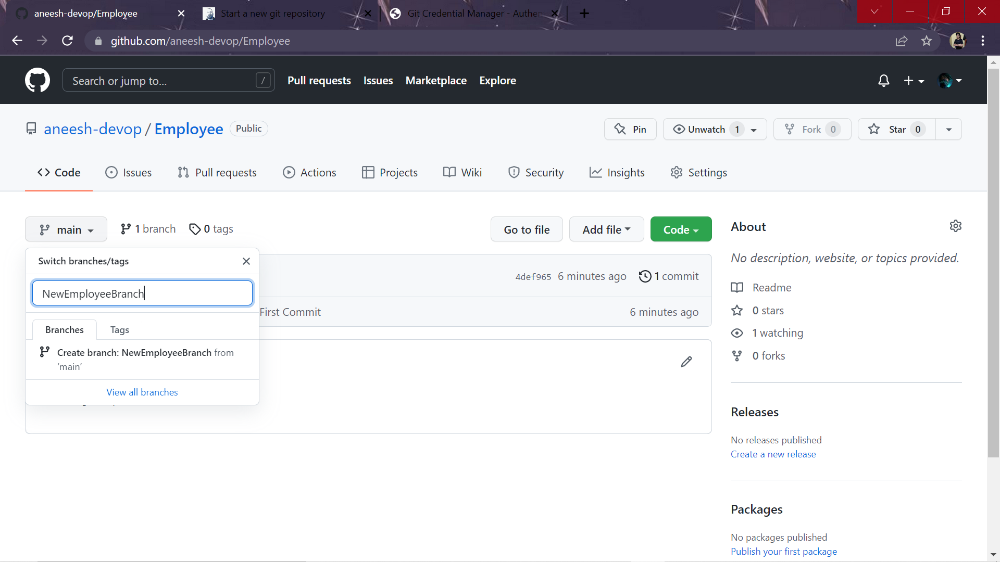 aneesh-devop/Employee
Start a new git repository
Git Credential Manager - Authen
github.com/aneesh-devop/Employee
Search or jump to...
/
Pull requests
Issues
Marketplace
Explore
aneesh-devop / Employee
Public
Pin
Unwatch 1
Fork 0
Star 0
Code
Issues
Pull requests
Actions
Projects
Wiki
Security
Insights
Settings
main
1 branch
0 tags
Go to file
Add file
Code
Switch branches/tags
NewEmployeeBranch
Branches
Tags
Create branch: NewEmployeeBranch from
‘main’
View all branches
4def965 6 minutes ago
1 commit
First Commit
6 minutes ago
About
No description, website, or topics provided.
Readme
0 stars
1 watching
0 forks
Releases
No releases published
Create a new release
Packages
No packages published
Publish your first package